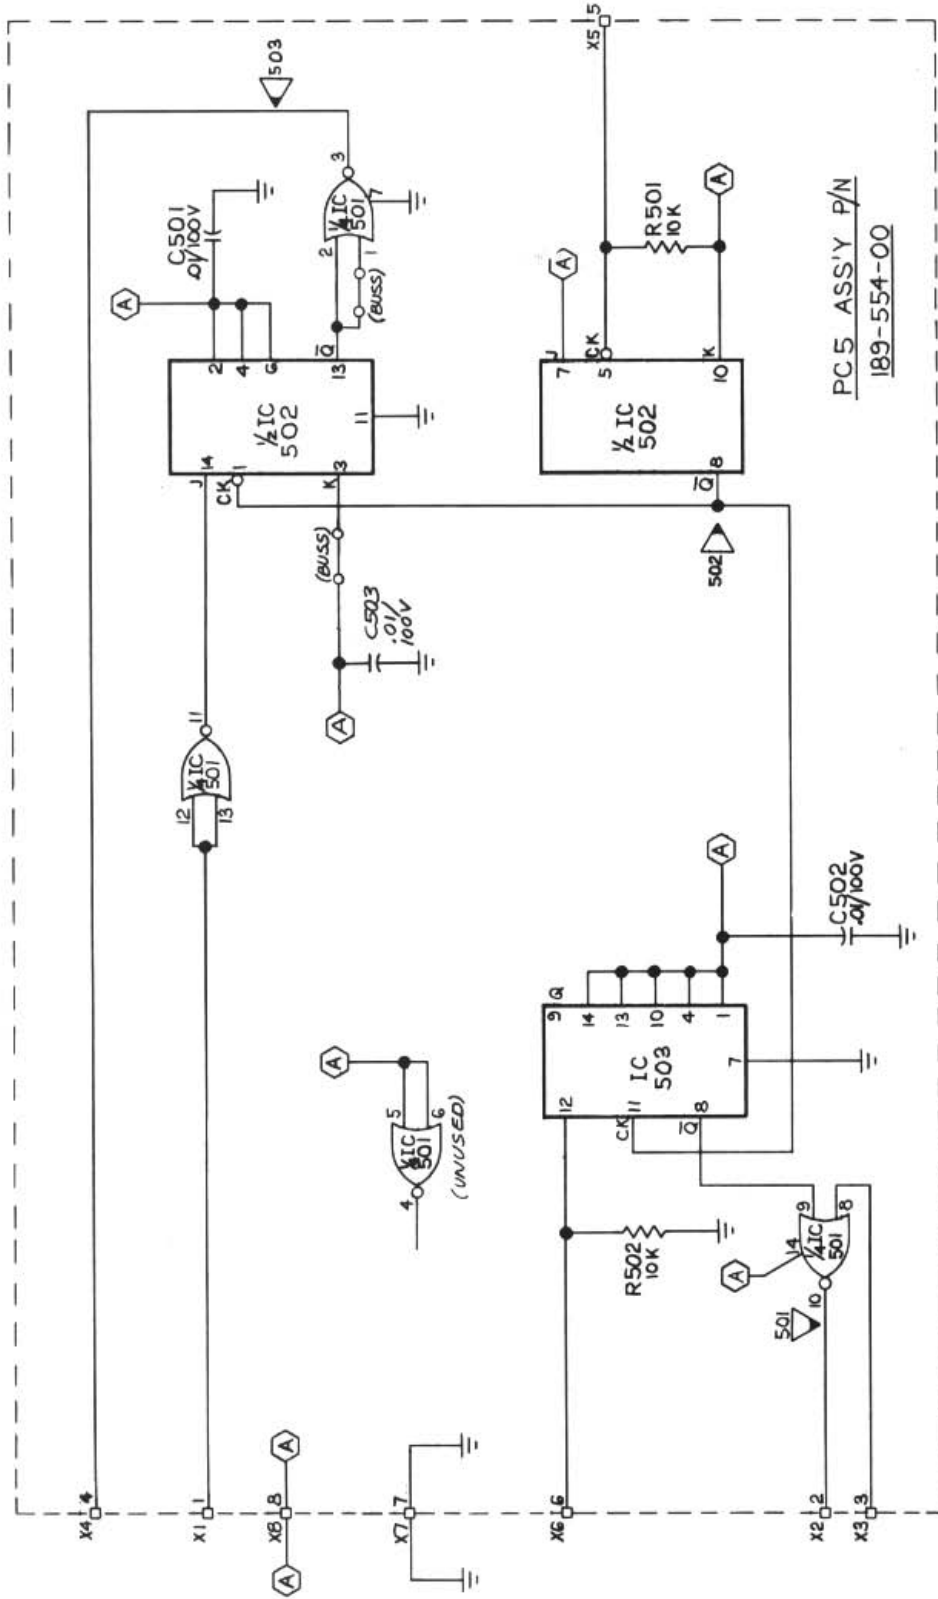 X4 4
X1 1
X8 8
A
A
X7 7
X6 6
X2 2
X3 3
X5 5
503
12
13
1/4 IC
501
11
A
C501
.01/100V
J 14
CK 1
K 3
1/2 IC
502
11
2
4
6
Q̅ 13
2
1
(BUSS)
1/4 IC
501
7
3
(BUSS)
C503
.01/
100V
A
A
5
6
1/4 IC
501
4
(UNUSED)
12
CK 11
Q̅ 8
IC
503
7
9 Q
14
13
10
4
1
A
C502
.01/100V
R502
10K
9
8
14
A
1/4 IC
501
10
501
1/2 IC
502
Q̅ 8
502
J
7
CK
5
K
10
A
R501
10K
A
PC5 ASS'Y P/N
189-554-00